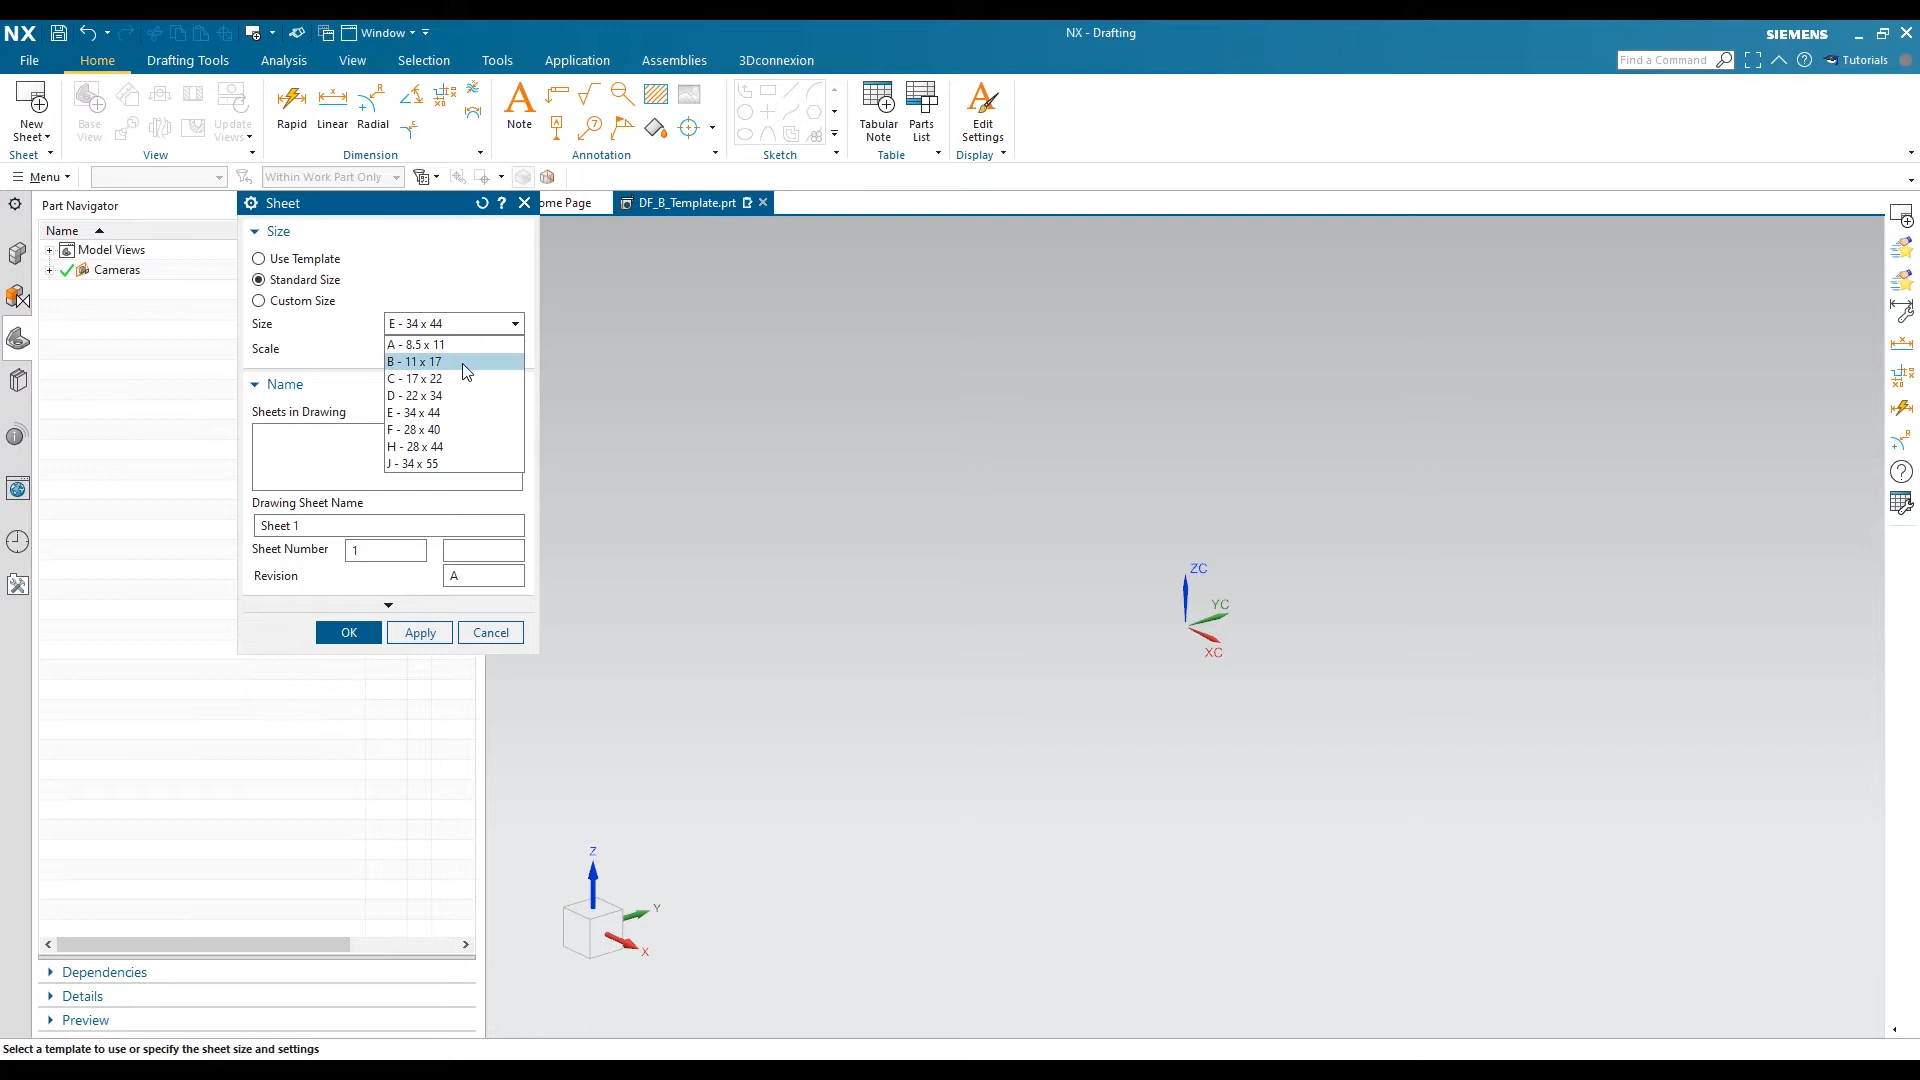 NX
Window
NX - Drafting
SIEMENS
File
Home
Drafting Tools
Analysis
View
Selection
Tools
Application
Assemblies
3Dconnexion
Find a Command
Tutorials
New Sheet
Base View
Update Views
Rapid
Linear
Radial
Note
Tabular Note
Parts List
Edit Settings
Sheet
View
Dimension
Annotation
Sketch
Table
Display
Menu
Within Work Part Only
Part Navigator
Sheet
ome Page
DF_B_Template.prt
Name
Model Views
Cameras
Size
Use Template
Standard Size
Custom Size
Size
E - 34 x 44
Scale
A - 8.5 x 11
B - 11 x 17
C - 17 x 22
D - 22 x 34
E - 34 x 44
F - 28 x 40
H - 28 x 44
J - 34 x 55
Name
Sheets in Drawing
Drawing Sheet Name
Sheet 1
Sheet Number
1
Revision
A
OK
Apply
Cancel
ZC
YC
XC
Z
Y
X
Dependencies
Details
Preview
Select a template to use or specify the sheet size and settings